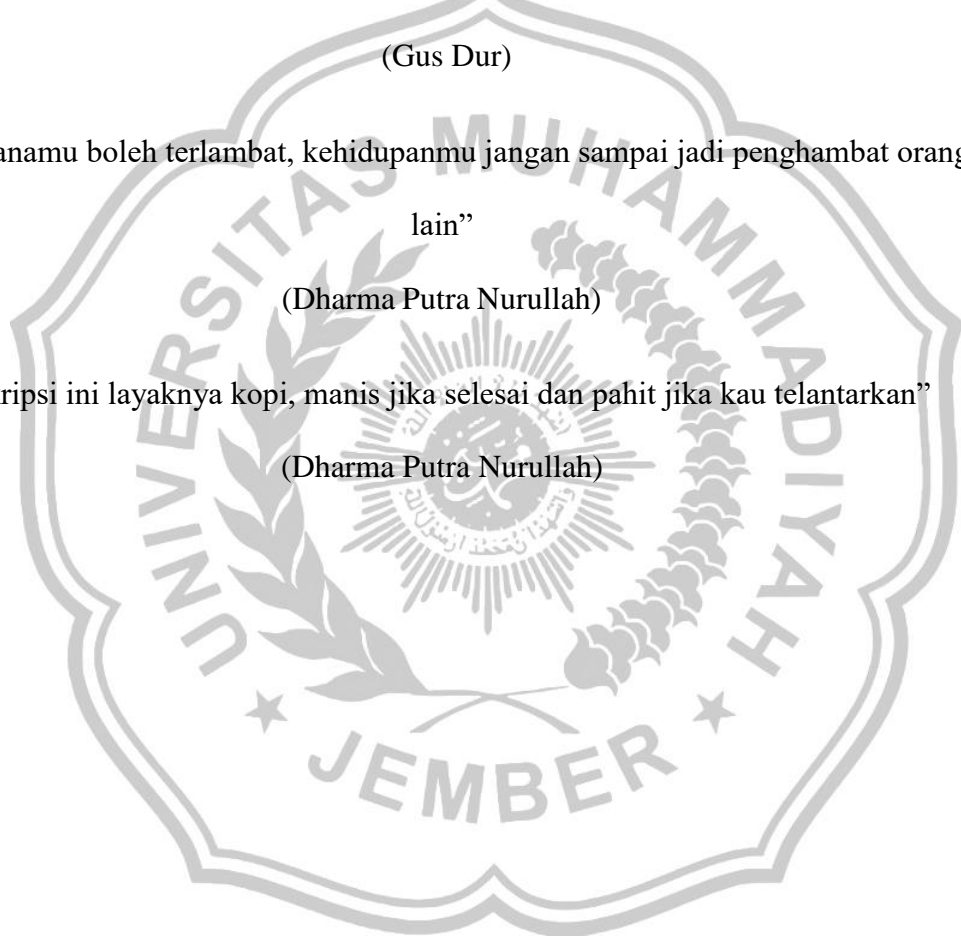 (Gus Dur)
anamu boleh terlambat, kehidupanmu jangan sampai jadi penghambat orang
lain”
(Dharma Putra Nurullah)
ripsi ini layaknya kopi, manis jika selesai dan pahit jika kau telantarkan”
(Dharma Putra Nurullah)
UNIVERSITAS MUHAMMADIYAH
JEMBER